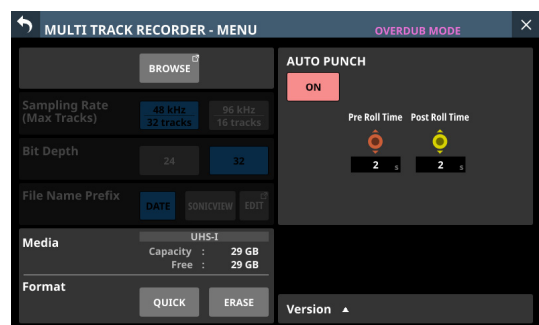 MULTI TRACK RECORDER - MENU
OVERDUB MODE
BROWSE
AUTO PUNCH
ON
Sampling Rate
(Max Tracks)
48 kHz
32 tracks
96 kHz
16 tracks
Pre Roll Time
Post Roll Time
2 s
2 s
Bit Depth
24
32
File Name Prefix
DATE
SONICVIEW
EDIT
Media
UHS-I
Capacity : 29 GB
Free : 29 GB
Format
QUICK
ERASE
Version ▲